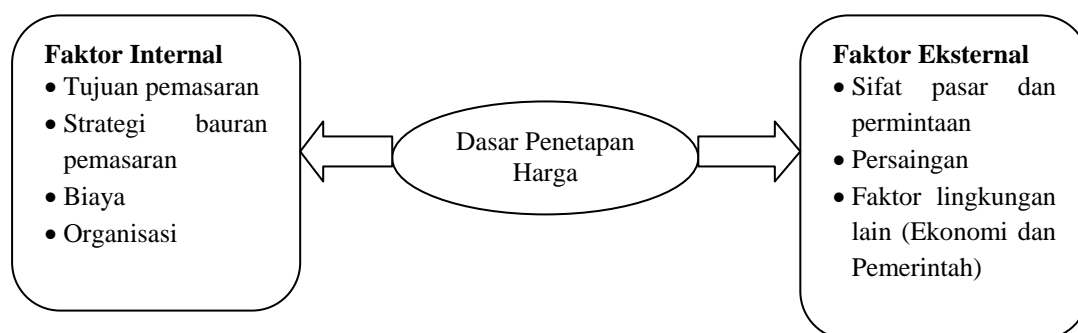 Faktor Internal
• Tujuan pemasaran
• Strategi bauran
pemasaran
• Biaya
• Organisasi
Dasar Penetapan
Harga
Faktor Eksternal
• Sifat pasar dan
permintaan
• Persaingan
• Faktor lingkungan
lain (Ekonomi dan
Pemerintah)